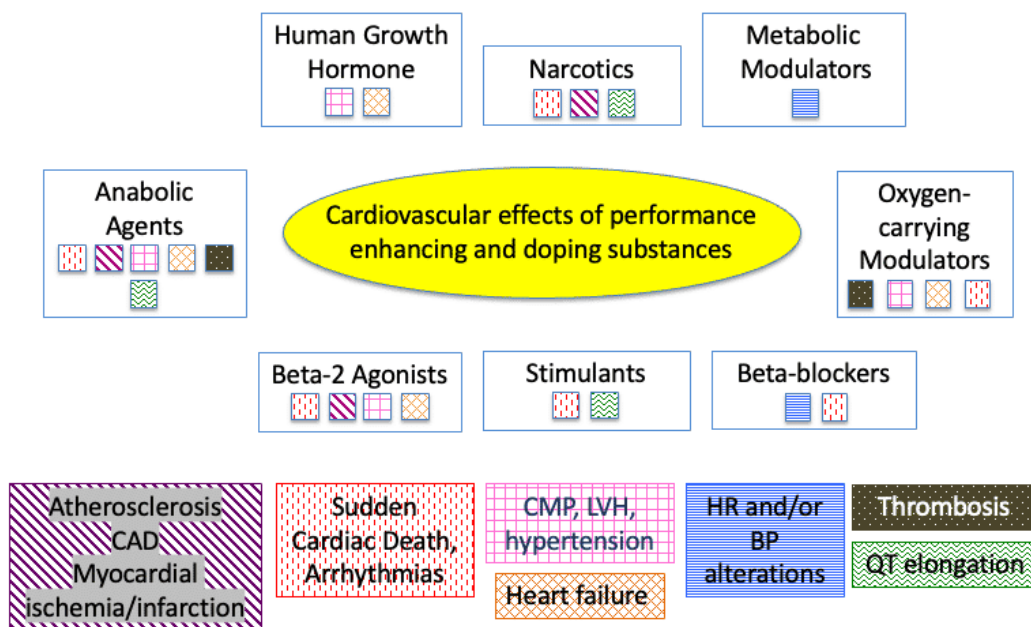 Human Growth
Hormone
Narcotics
Metabolic
Modulators
Anabolic
Agents
Cardiovascular effects of performance
enhancing and doping substances
Oxygen-
carrying
Modulators
Beta-2 Agonists
Stimulants
Beta-blockers
Atherosclerosis
CAD
Myocardial
ischemia/infarction
Sudden
Cardiac Death,
Arrhythmias
CMP, LVH,
hypertension
Heart failure
HR and/or
BP
alterations
Thrombosis
QT elongation